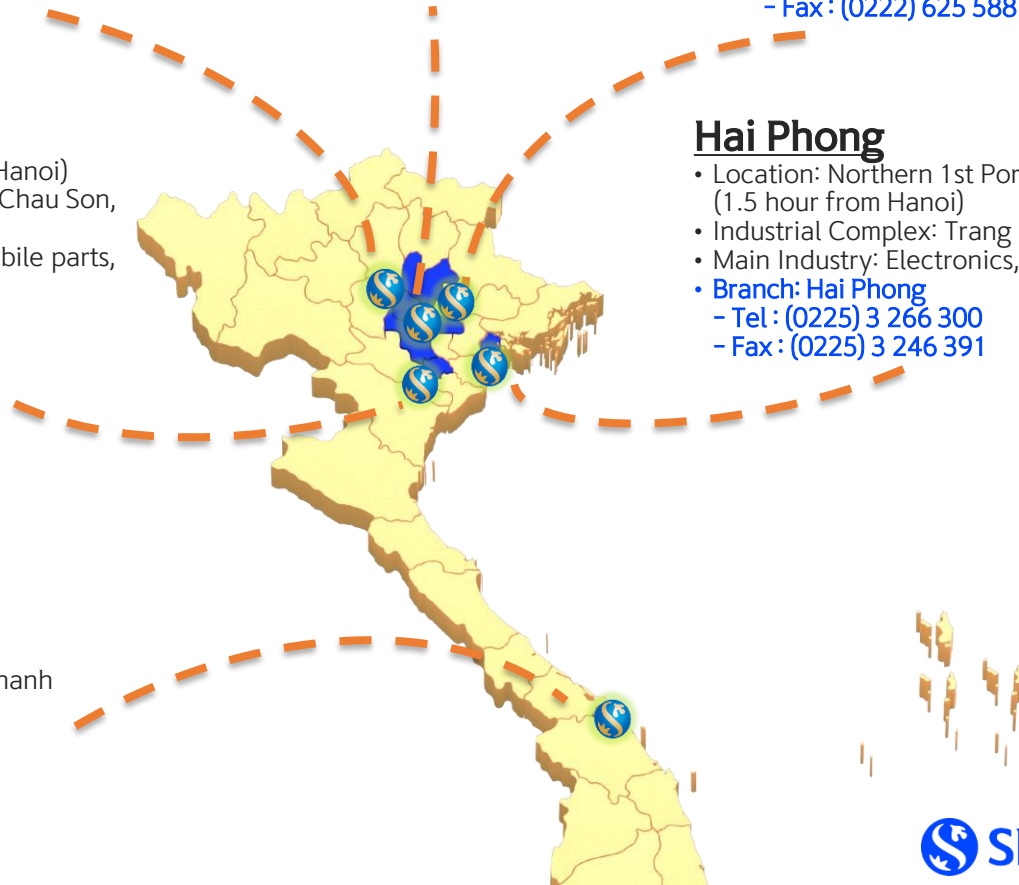 - Fax : (0222) 625 588
Hanoi)
Chau Son,
bile parts,
Hai Phong
• Location: Northern 1st Por
(1.5 hour from Hanoi)
• Industrial Complex: Trang
• Main Industry: Electronics,
• Branch: Hai Phong
- Tel : (0225) 3 266 300
- Fax : (0225) 3 246 391
hanh
S